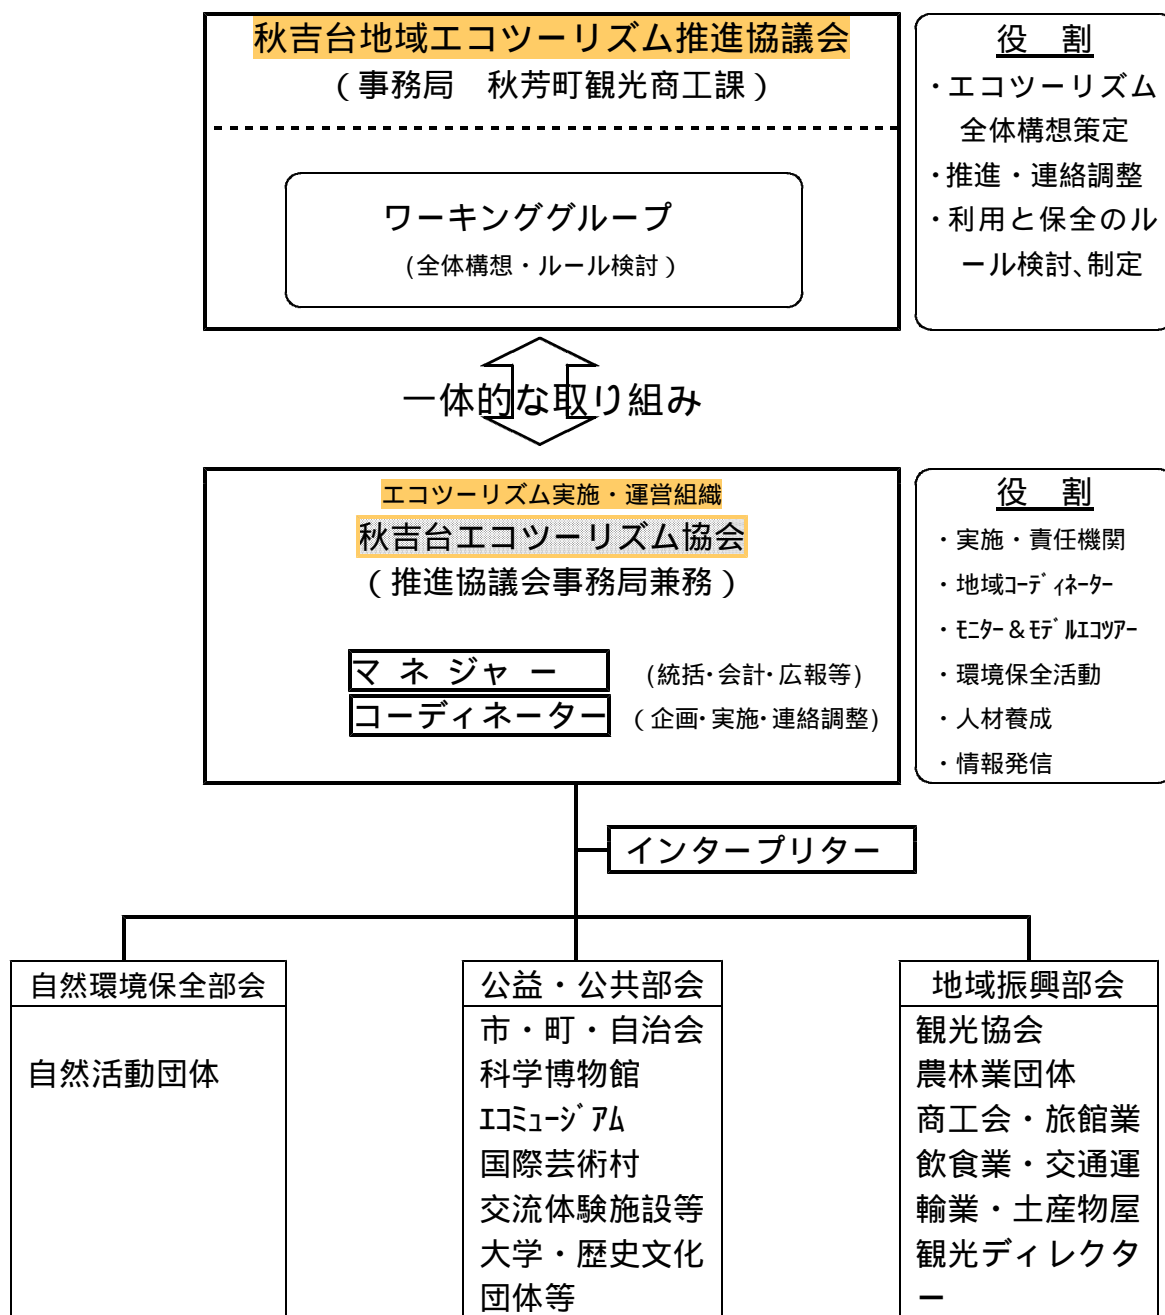 秋吉台地域エコツーリズム推進協議会
(事務局　秋芳町観光商工課)
ワーキンググループ
(全体構想・ルール検討)
役　割
・エコツーリズム
全体構想策定
・推進・連絡調整
・利用と保全のル
ール検討、制定
一体的な取り組み
エコツーリズム実施・運営組織
秋吉台エコツーリズム協会
(推進協議会事務局兼務)
マ ネ ジャ ー　(統括・会計・広報等)
コーディネーター　(企画・実施・連絡調整)
役　割
・実施・責任機関
・地域ｺｰﾃﾞｨﾈｰﾀｰ
・ﾓﾆﾀｰ＆ﾓﾃﾞﾙｴｺﾂｱｰ
・環境保全活動
・人材養成
・情報発信
インタープリター
自然環境保全部会
自然活動団体
公益・公共部会
市・町・自治会
科学博物館
ｴｺﾐｭｰｼﾞｱﾑ
国際芸術村
交流体験施設等
大学・歴史文化
団体等
地域振興部会
観光協会
農林業団体
商工会・旅館業
飲食業・交通運
輸業・土産物屋
観光ディレクタ
ー